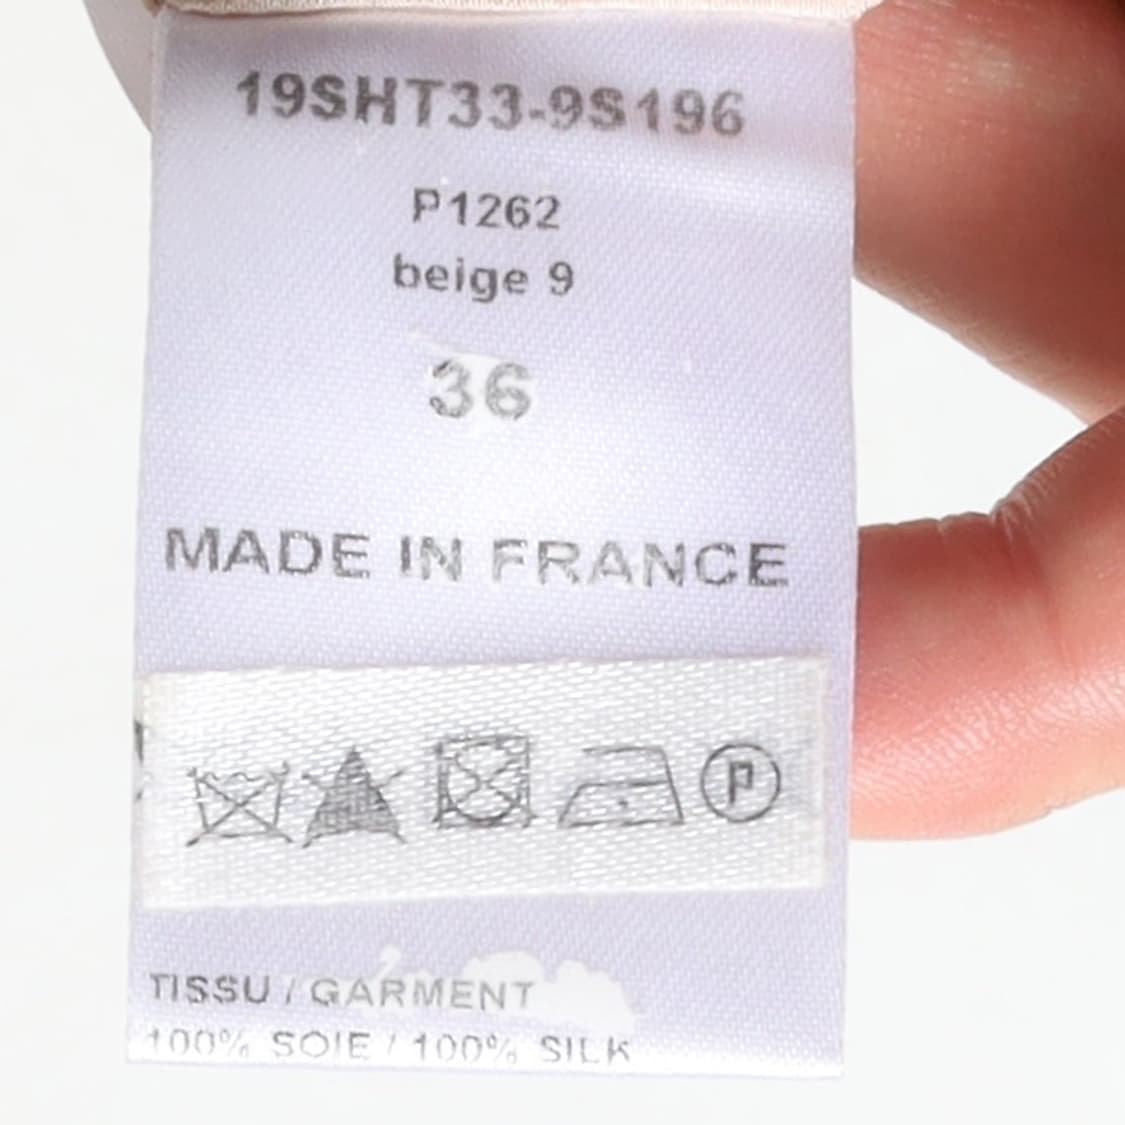 19SHT33-9S196
P1262
beige 9
36
MADE IN FRANCE
P
TISSU / GARMENT
100% SOIE / 100% SILK